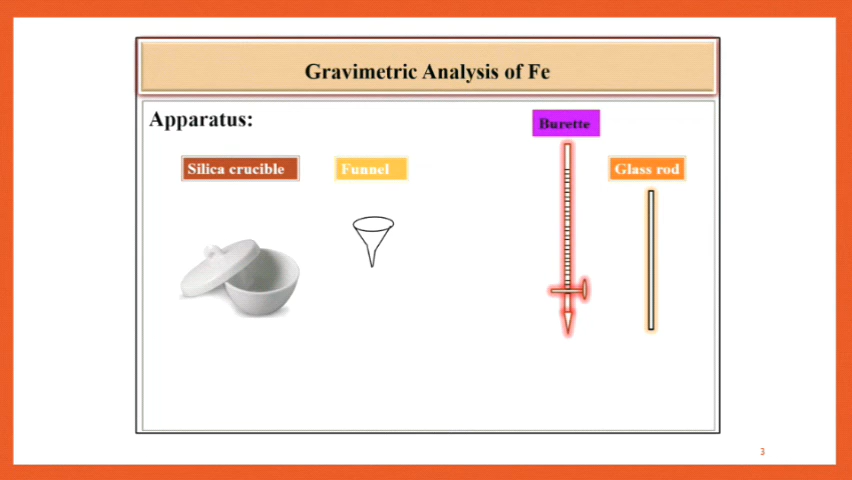 Gravimetric Analysis of Fe
Apparatus:
Burette
Silica crucible
Funnel
Glass rod
3